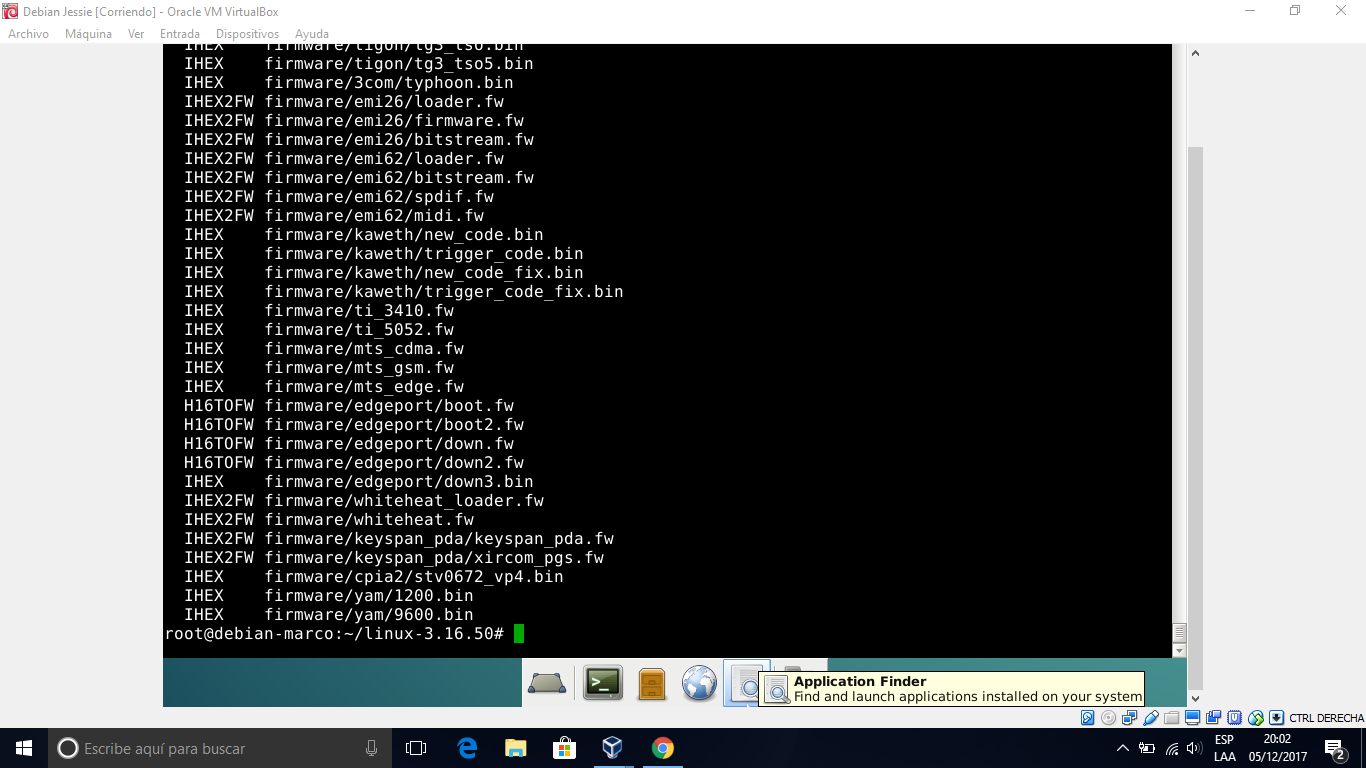 Debian Jessie [Corriendo] - Oracle VM VirtualBox
Archivo Máquina Ver Entrada Dispositivos Ayuda
IHEX firmware/tigon/tg3_tso.bin
IHEX firmware/tigon/tg3_tso5.bin
IHEX firmware/3com/typhoon.bin
IHEX2FW firmware/emi26/loader.fw
IHEX2FW firmware/emi26/firmware.fw
IHEX2FW firmware/emi26/bitstream.fw
IHEX2FW firmware/emi62/loader.fw
IHEX2FW firmware/emi62/bitstream.fw
IHEX2FW firmware/emi62/spdif.fw
IHEX2FW firmware/emi62/midi.fw
IHEX firmware/kaweth/new_code.bin
IHEX firmware/kaweth/trigger_code.bin
IHEX firmware/kaweth/new_code_fix.bin
IHEX firmware/kaweth/trigger_code_fix.bin
IHEX firmware/ti_3410.fw
IHEX firmware/ti_5052.fw
IHEX firmware/mts_cdma.fw
IHEX firmware/mts_gsm.fw
IHEX firmware/mts_edge.fw
H16TOFW firmware/edgeport/boot.fw
H16TOFW firmware/edgeport/boot2.fw
H16TOFW firmware/edgeport/down.fw
H16TOFW firmware/edgeport/down2.fw
IHEX firmware/edgeport/down3.bin
IHEX2FW firmware/whiteheat_loader.fw
IHEX2FW firmware/whiteheat.fw
IHEX2FW firmware/keyspan_pda/keyspan_pda.fw
IHEX2FW firmware/keyspan_pda/xircom_pgs.fw
IHEX firmware/cpia2/stv0672_vp4.bin
IHEX firmware/yam/1200.bin
IHEX firmware/yam/9600.bin
root@debian-marco:~/linux-3.16.50#
Application Finder
Find and launch applications installed on your system
CTRL DERECHA
Escribe aquí para buscar
ESP
LAA
20:02
05/12/2017
2